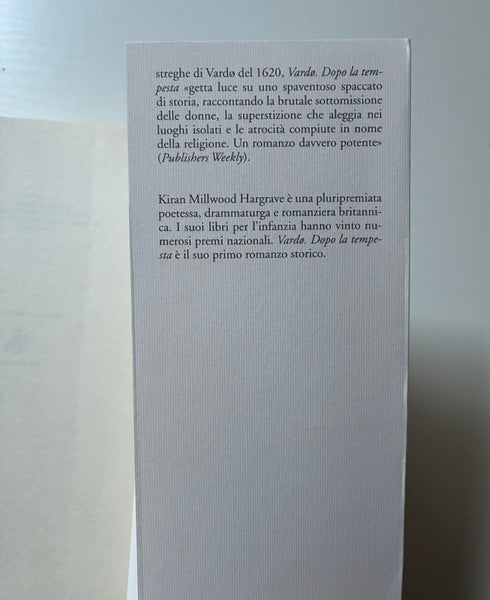 streghe di Vardø del 1620, Vardø. Dopo la tem-
pesta «getta luce su uno spaventoso spaccato
di storia, raccontando la brutale sottomissione
delle donne, la superstizione che aleggia nei
luoghi isolati e le atrocità compiute in nome
della religione. Un romanzo davvero potente»
(Publishers Weekly).
Kiran Millwood Hargrave è una pluripremiata
poetessa, drammaturga e romanziera britanni-
ca. I suoi libri per l'infanzia hanno vinto nu-
merosi premi nazionali. Vardø. Dopo la tempe-
sta è il suo primo romanzo storico.